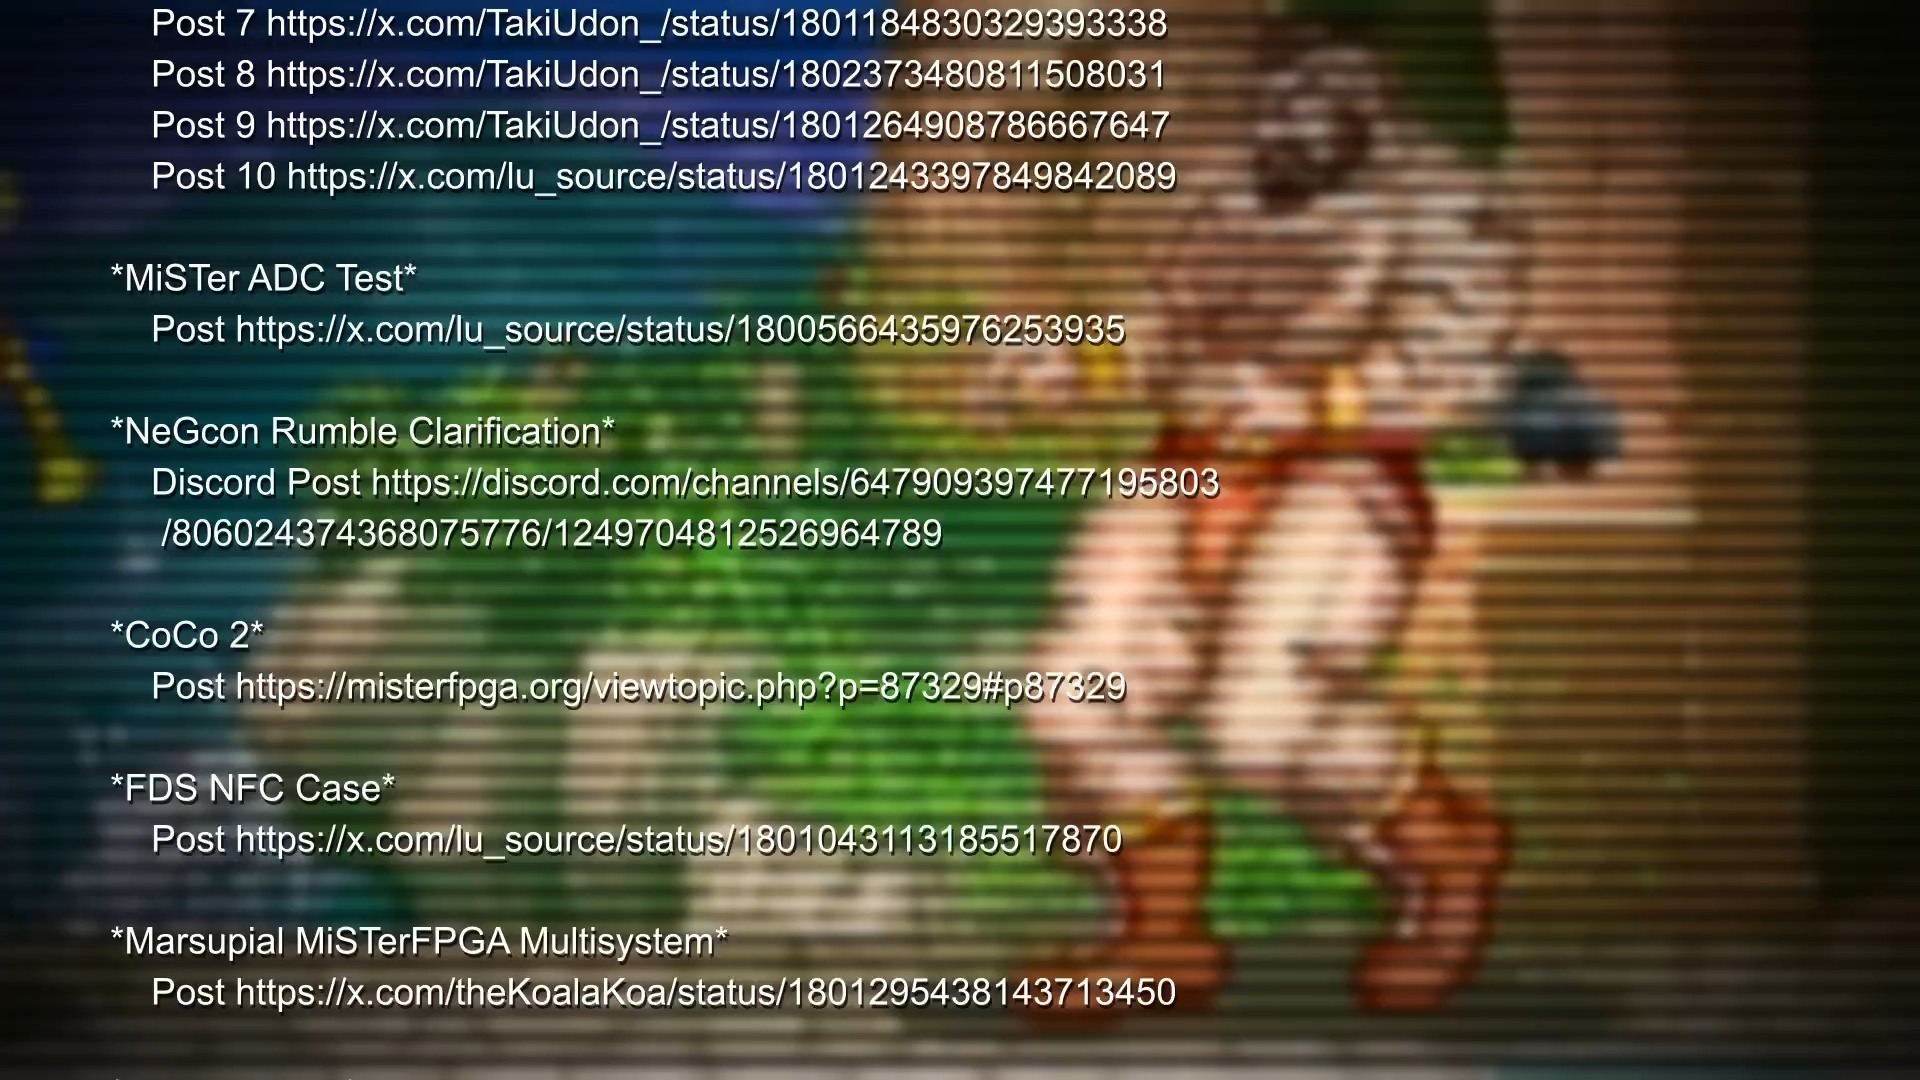 Post 7 https://x.com/TakiUdon_/status/1801184830329393338
Post 8 https://x.com/TakiUdon_/status/1802373480811508031
Post 9 https://x.com/TakiUdon_/status/1801264908786667647
Post 10 https://x.com/lu_source/status/1801243397849842089
*MiSTer ADC Test*
Post https://x.com/lu_source/status/1800566435976253935
*NeGcon Rumble Clarification*
Discord Post https://discord.com/channels/647909397477195803
/806024374368075776/1249704812526964789
*CoCo 2*
Post https://misterfpga.org/viewtopic.php?p=87329#p87329
*FDS NFC Case*
Post https://x.com/lu_source/status/1801043113185517870
*Marsupial MiSTerFPGA Multisystem*
Post https://x.com/theKoalaKoa/status/1801295438143713450